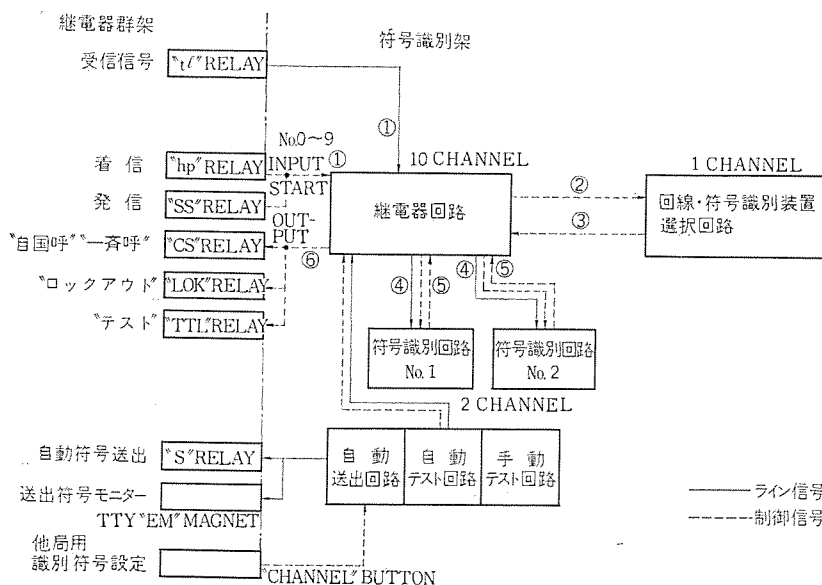 継電器群架
符号識別架
受信信号 "tℓ" RELAY
①
No.0~9
着信 "hp" RELAY INPUT ①
10 CHANNEL
1 CHANNEL
発信 "SS" RELAY START
継電器回路
②
③
回線・符号識別装置
選択回路
"自国呼" "一斉呼" "CS" RELAY OUT-
PUT
⑥
"ロックアウト" "LOK" RELAY
④ ⑤ ④ ⑤
"テスト" "TTL" RELAY
符号識別回路
No.1
符号識別回路
No.2
2 CHANNEL
自動符号送出 "S" RELAY
自動
送出回路
自動
テスト回路
手動
テスト回路
送出符号モニター
TTY "EM" MAGNET
ライン信号
制御信号
他局用
識別符号設定
"CHANNEL" BUTTON